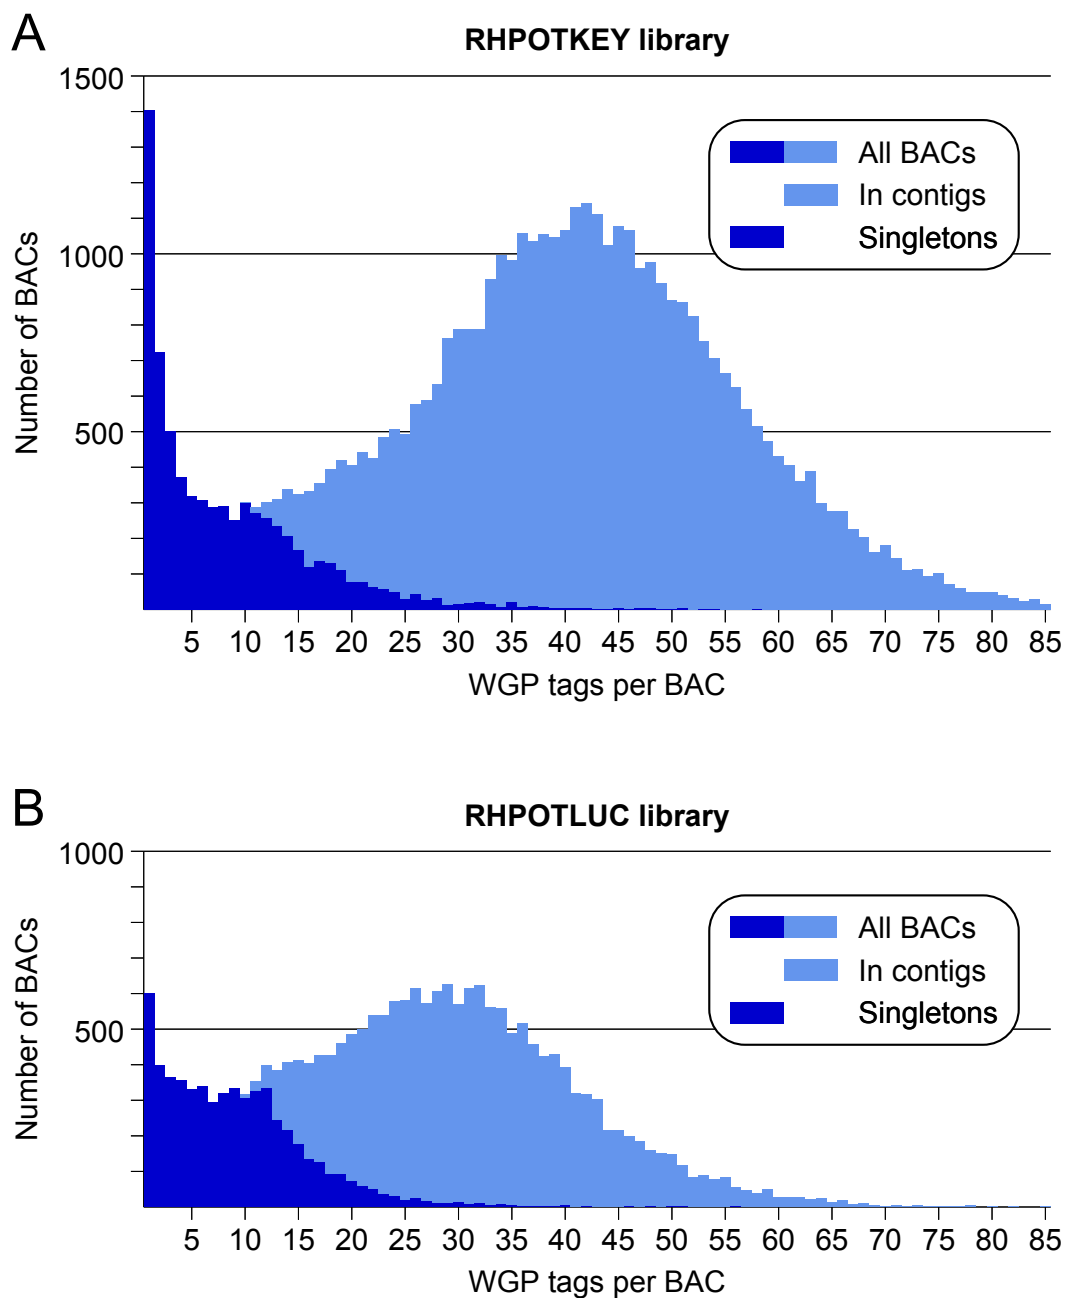 A
RHPOTKEY library
1500
1000
500
Number of BACs
All BACs
In contigs
Singletons
5 10 15 20 25 30 35 40 45 50 55 60 65 70 75 80 85
WGP tags per BAC
B
RHPOTLUC library
1000
500
Number of BACs
All BACs
In contigs
Singletons
5 10 15 20 25 30 35 40 45 50 55 60 65 70 75 80 85
WGP tags per BAC